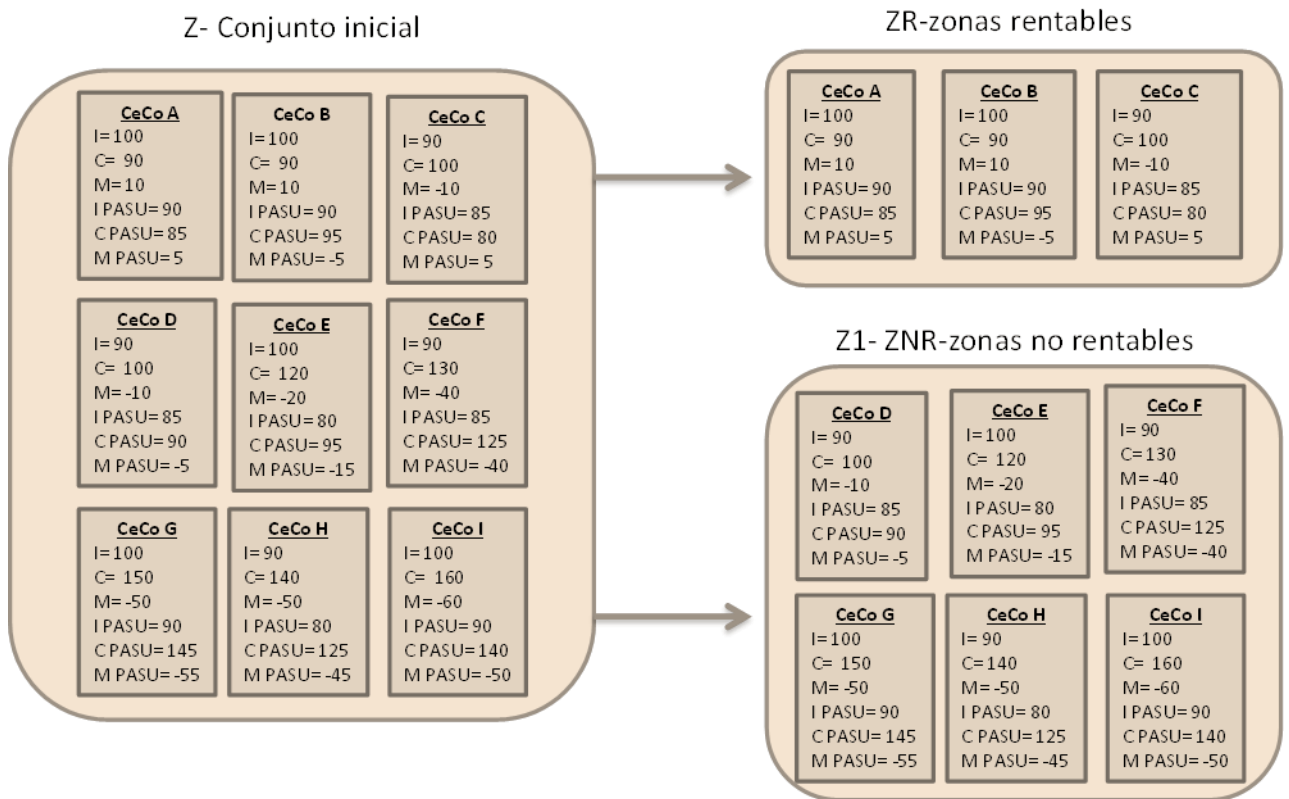 Z- Conjunto inicial
CeCo A
I=100
C= 90
M=10
I PASU=90
C PASU=85
M PASU=5
CeCo B
I=100
C= 90
M=10
I PASU=90
C PASU=95
M PASU= -5
CeCo C
I=90
C=100
M= -10
I PASU=85
C PASU=80
M PASU=5
CeCo D
I=90
C= 100
M= -10
I PASU=85
C PASU=90
M PASU= -5
CeCo E
I=100
C= 120
M= -20
I PASU=80
C PASU=95
M PASU= -15
CeCo F
I=90
C=130
M= -40
I PASU=85
C PASU=125
M PASU= -40
CeCo G
I=100
C= 150
M=-50
I PASU=90
C PASU=145
M PASU= -55
CeCo H
I=90
C=140
M=-50
I PASU= 80
C PASU=125
M PASU=-45
CeCo I
I=100
C= 160
M=-60
I PASU=90
C PASU=140
M PASU= -50
ZR-zonas rentables
CeCo A
I=100
C= 90
M=10
I PASU=90
C PASU=85
M PASU=5
CeCo B
I=100
C= 90
M=10
I PASU=90
C PASU=95
M PASU= -5
CeCo C
I=90
C=100
M= -10
I PASU=85
C PASU=80
M PASU=5
Z1- ZNR-zonas no rentables
CeCo D
I=90
C= 100
M= -10
I PASU=85
C PASU=90
M PASU= -5
CeCo E
I=100
C= 120
M= -20
I PASU=80
C PASU=95
M PASU= -15
CeCo F
I=90
C=130
M= -40
I PASU=85
C PASU=125
M PASU= -40
CeCo G
I=100
C= 150
M=-50
I PASU=90
C PASU=145
M PASU= -55
CeCo H
I=90
C=140
M=-50
I PASU= 80
C PASU=125
M PASU=-45
CeCo I
I=100
C= 160
M=-60
I PASU=90
C PASU=140
M PASU= -50